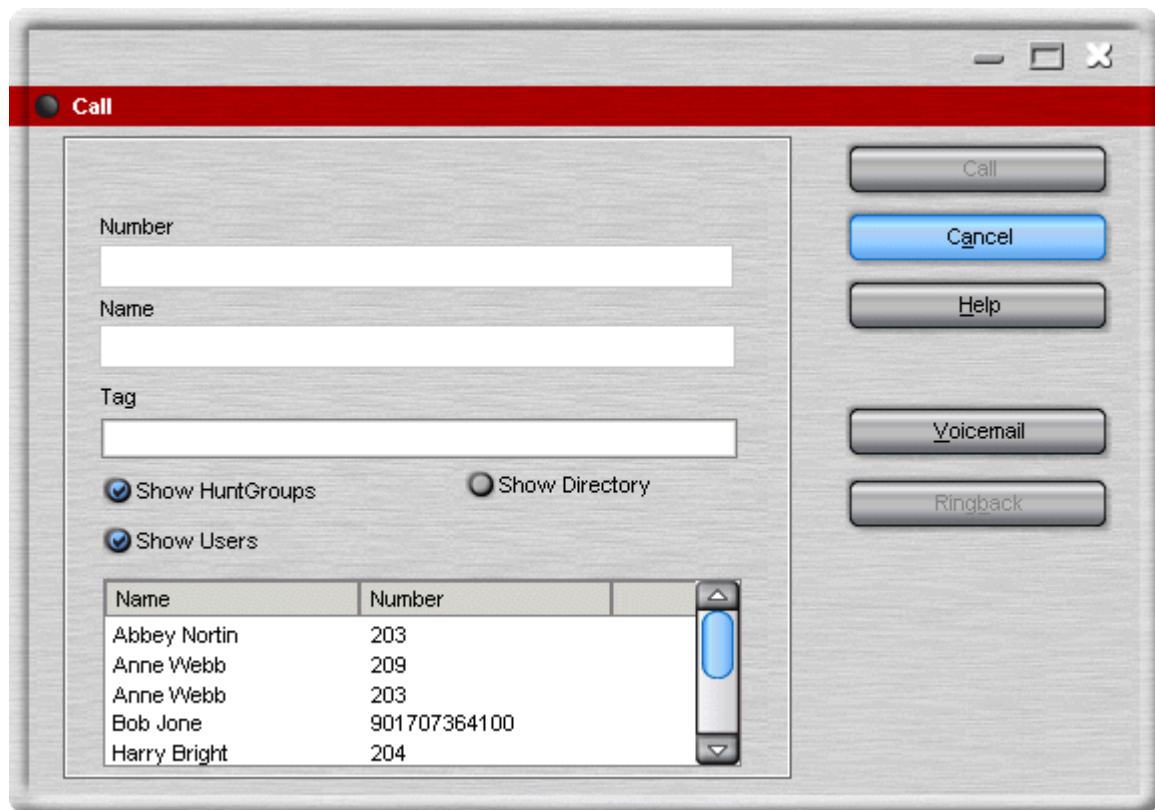 Call
Call
Number
Cancel
Name
Help
Tag
Voicemail
Show HuntGroups
Show Directory
Ringback
Show Users
Name Number
Abbey Nortin 203
Anne Webb 209
Anne Webb 203
Bob Jone 901707364100
Harry Bright 204